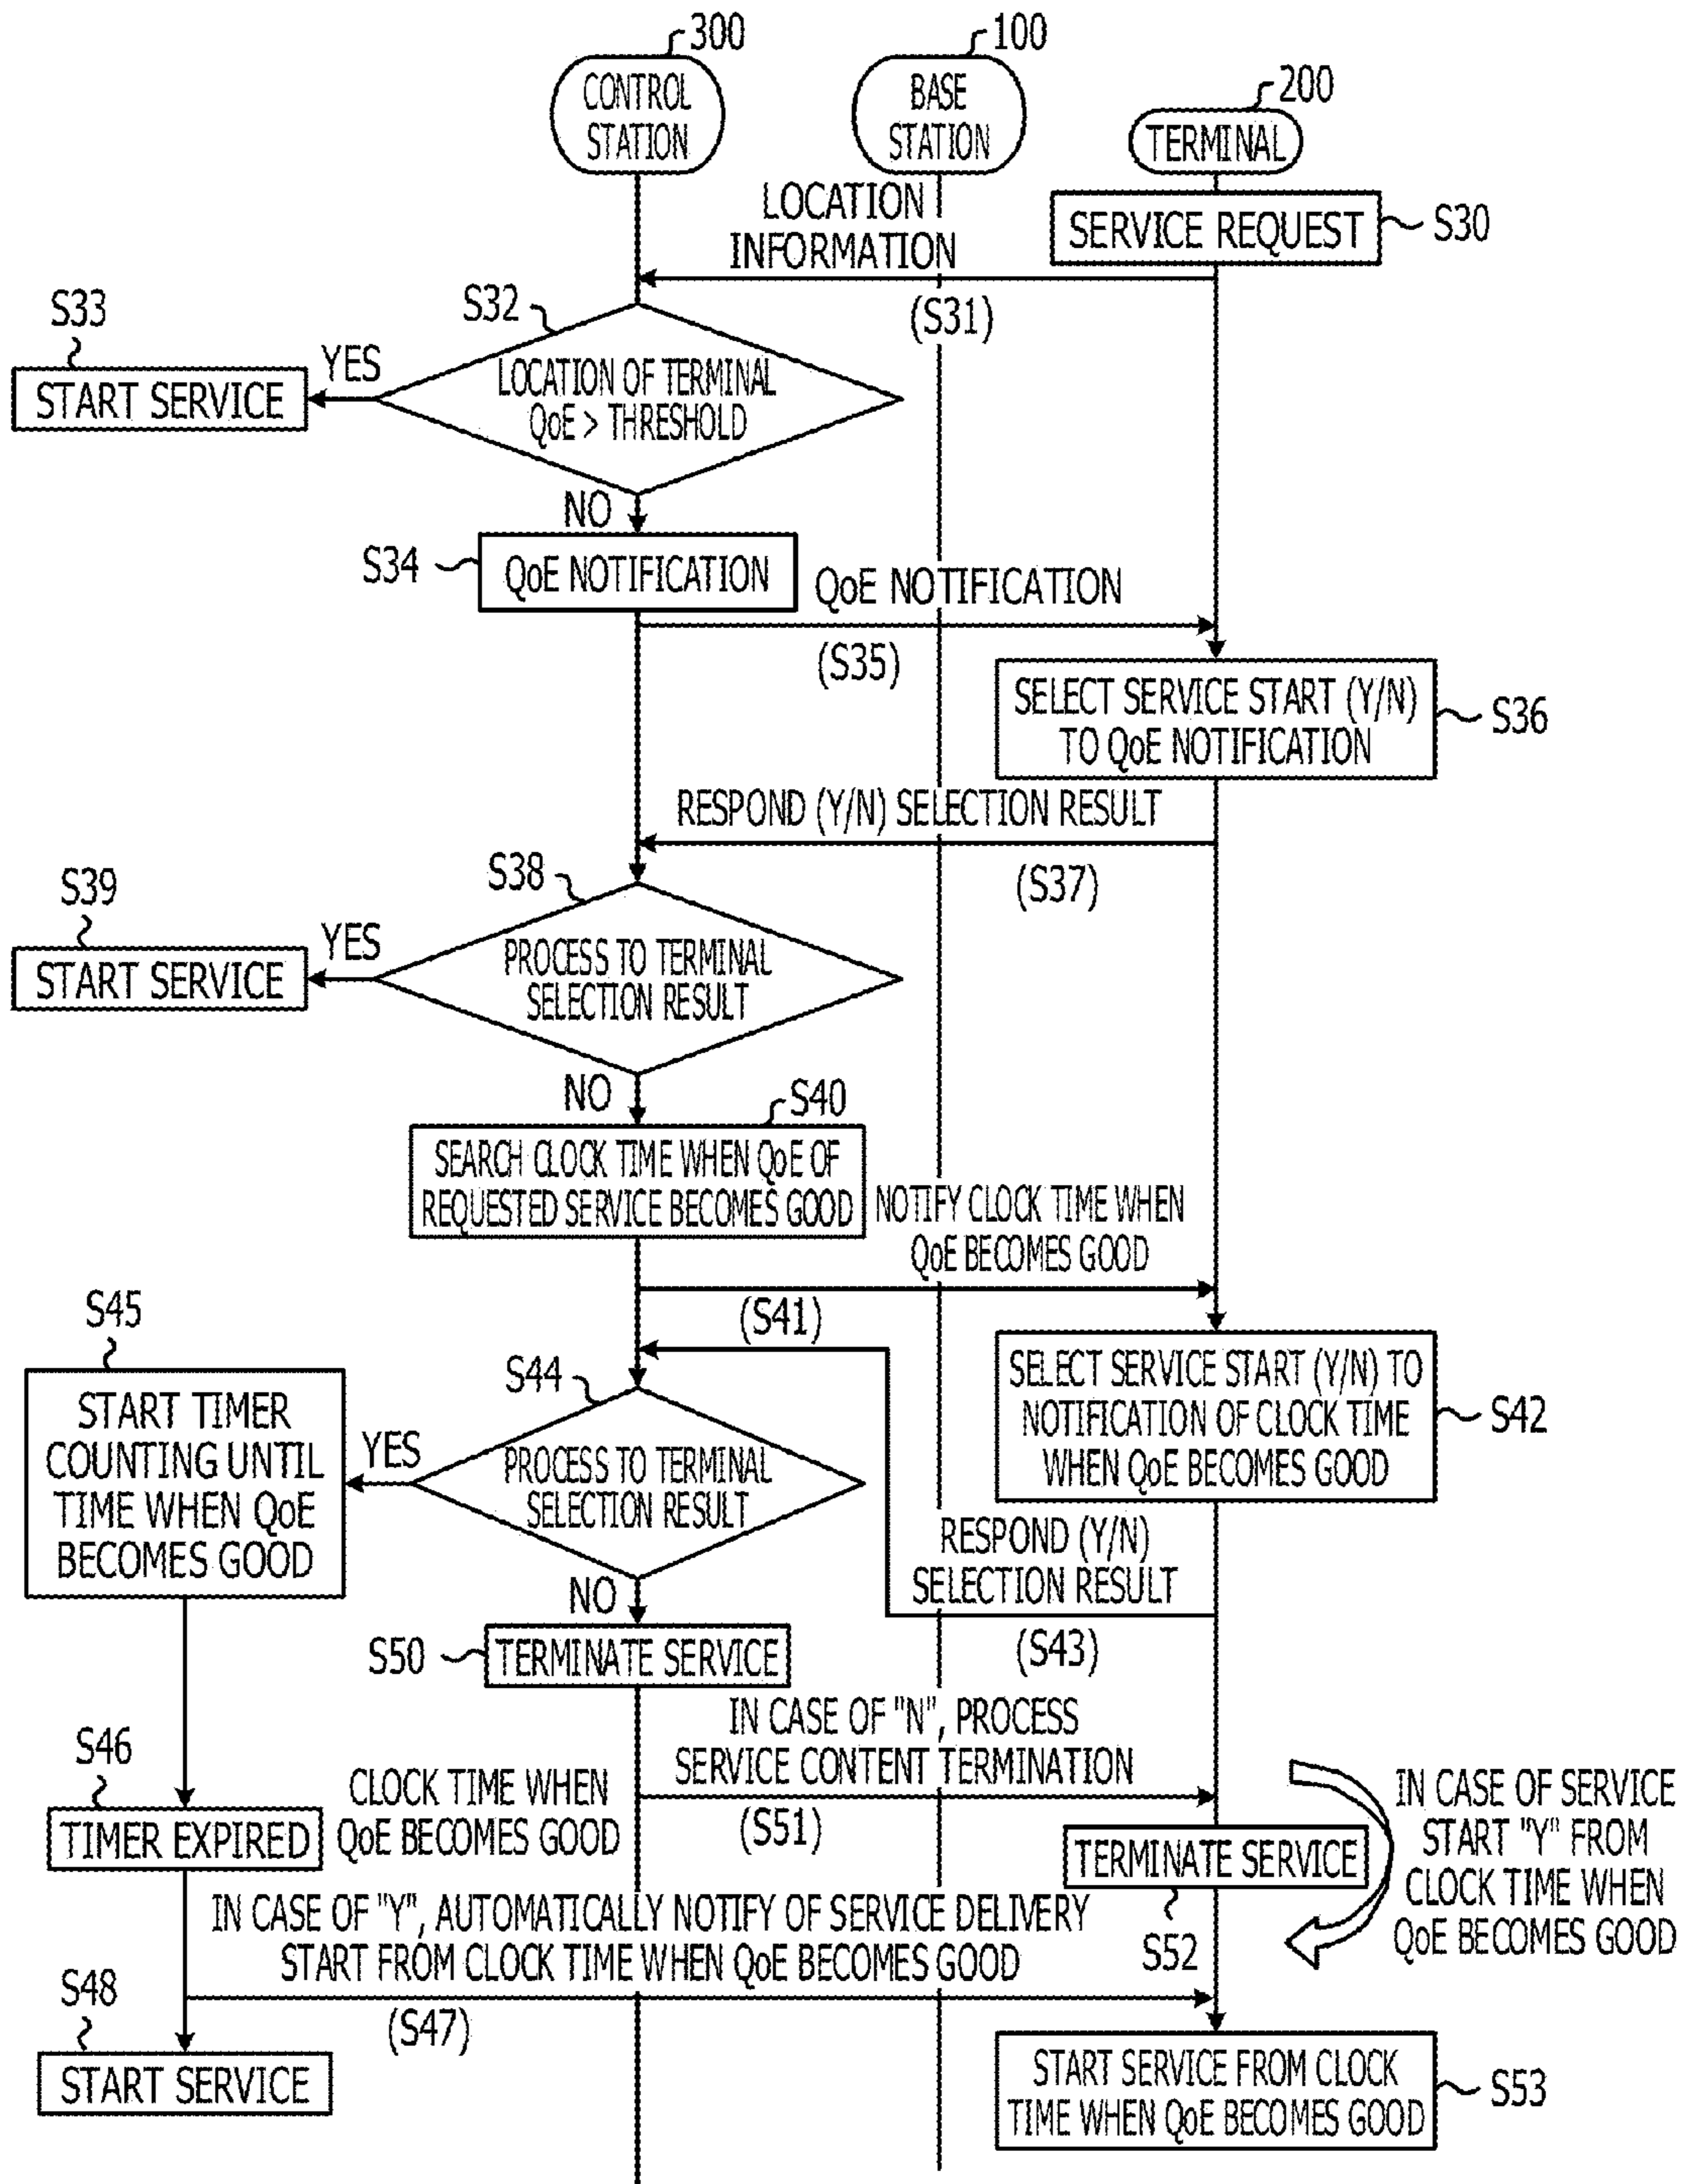 300
100
200
CONTROL
STATION
BASE
STATION
TERMINAL
LOCATION
INFORMATION
SERVICE REQUEST
S30
(S31)
S32
S33
YES
START SERVICE
LOCATION OF TERMINAL
QoE > THRESHOLD
NO
S34
QoE NOTIFICATION
QoE NOTIFICATION
(S35)
SELECT SERVICE START (Y/N)
TO QoE NOTIFICATION
S36
RESPOND (Y/N) SELECTION RESULT
(S37)
S38
S39
YES
START SERVICE
PROCESS TO TERMINAL
SELECTION RESULT
NO
S40
SEARCH CLOCK TIME WHEN QoE OF
REQUESTED SERVICE BECOMES GOOD
NOTIFY CLOCK TIME WHEN
QoE BECOMES GOOD
(S41)
SELECT SERVICE START (Y/N) TO
NOTIFICATION OF CLOCK TIME
WHEN QoE BECOMES GOOD
S42
S44
S45
START TIMER
COUNTING UNTIL
TIME WHEN QoE
BECOMES GOOD
YES
PROCESS TO TERMINAL
SELECTION RESULT
RESPOND (Y/N)
SELECTION RESULT
(S43)
NO
S50
TERMINATE SERVICE
IN CASE OF "N", PROCESS
SERVICE CONTENT TERMINATION
(S51)
S46
TIMER EXPIRED
CLOCK TIME WHEN
QoE BECOMES GOOD
TERMINATE SERVICE
S52
IN CASE OF SERVICE
START "Y" FROM
CLOCK TIME WHEN
QoE BECOMES GOOD
IN CASE OF "Y", AUTOMATICALLY NOTIFY OF SERVICE DELIVERY
START FROM CLOCK TIME WHEN QoE BECOMES GOOD
(S47)
S48
START SERVICE
START SERVICE FROM CLOCK
TIME WHEN QoE BECOMES GOOD
S53